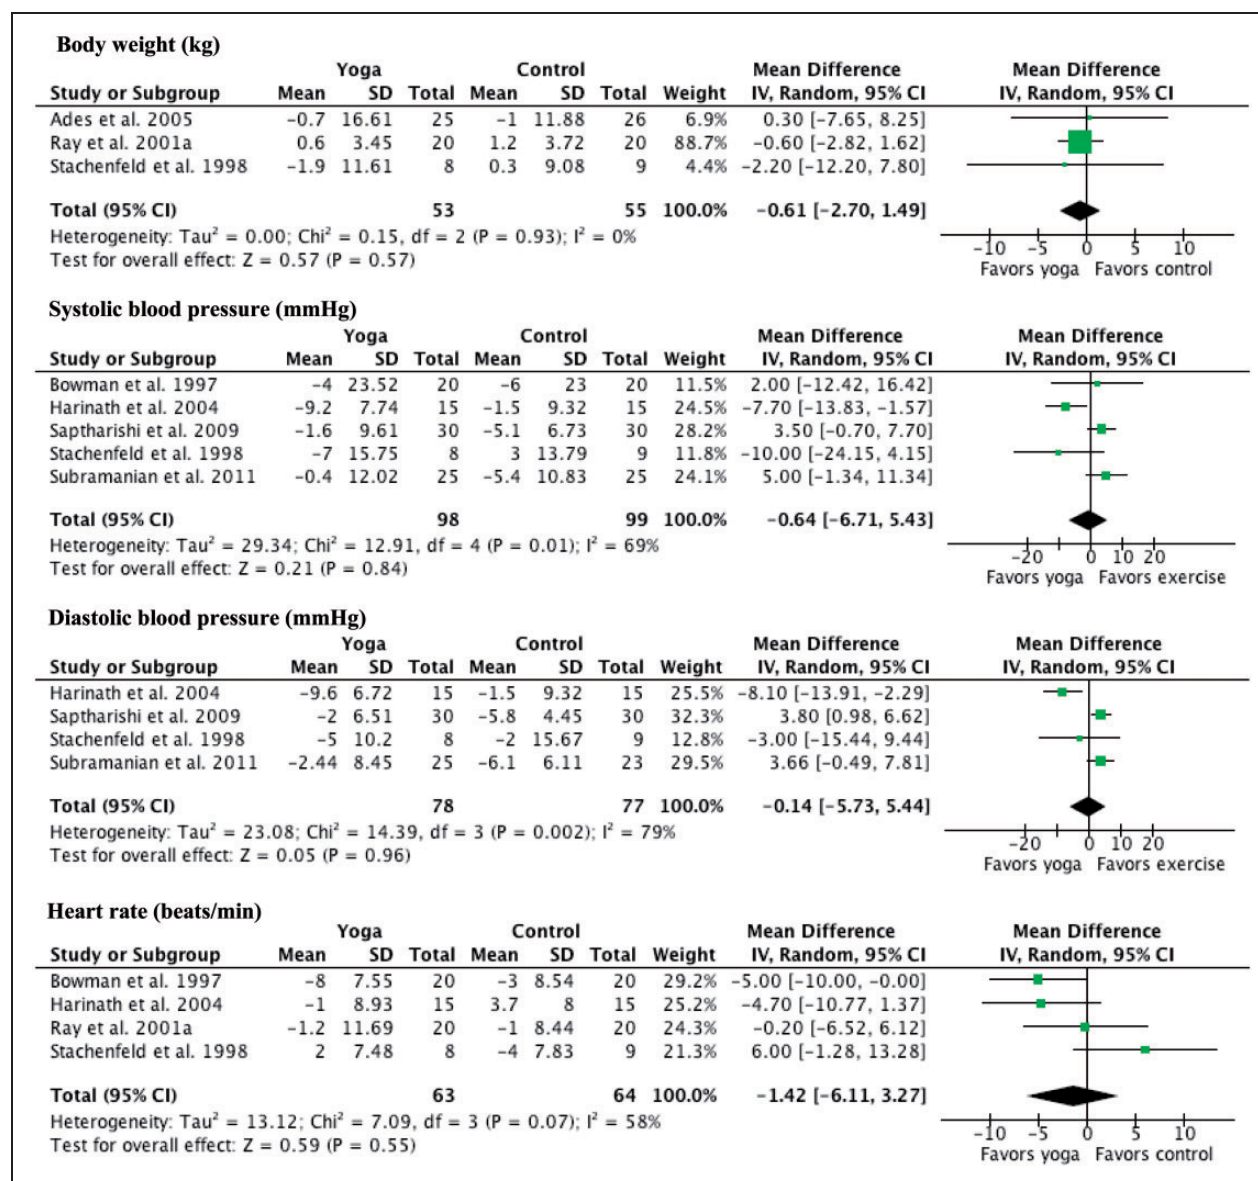 Body weight (kg)
Yoga Control Mean Difference Mean Difference
Study or Subgroup Mean SD Total Mean SD Total Weight IV, Random, 95% CI IV, Random, 95% CI
Ades et al. 2005 −0.7 16.61 25 −1 11.88 26 6.9% 0.30 [−7.65, 8.25]
Ray et al. 2001a 0.6 3.45 20 1.2 3.72 20 88.7% −0.60 [−2.82, 1.62]
Stachenfeld et al. 1998 −1.9 11.61 8 0.3 9.08 9 4.4% −2.20 [−12.20, 7.80]
Total (95% CI) 53 55 100.0% −0.61 [−2.70, 1.49]
Heterogeneity: Tau² = 0.00; Chi² = 0.15, df = 2 (P = 0.93); I² = 0%
Test for overall effect: Z = 0.57 (P = 0.57)
−10 −5 0 5 10
Favors yoga Favors control
Systolic blood pressure (mmHg)
Yoga Control Mean Difference Mean Difference
Study or Subgroup Mean SD Total Mean SD Total Weight IV, Random, 95% CI IV, Random, 95% CI
Bowman et al. 1997 −4 23.52 20 −6 23 20 11.5% 2.00 [−12.42, 16.42]
Harinath et al. 2004 −9.2 7.74 15 −1.5 9.32 15 24.5% −7.70 [−13.83, −1.57]
Saptharishi et al. 2009 −1.6 9.61 30 −5.1 6.73 30 28.2% 3.50 [−0.70, 7.70]
Stachenfeld et al. 1998 −7 15.75 8 3 13.79 9 11.8% −10.00 [−24.15, 4.15]
Subramanian et al. 2011 −0.4 12.02 25 −5.4 10.83 25 24.1% 5.00 [−1.34, 11.34]
Total (95% CI) 98 99 100.0% −0.64 [−6.71, 5.43]
Heterogeneity: Tau² = 29.34; Chi² = 12.91, df = 4 (P = 0.01); I² = 69%
Test for overall effect: Z = 0.21 (P = 0.84)
−20 0 10 20
Favors yoga Favors exercise
Diastolic blood pressure (mmHg)
Yoga Control Mean Difference Mean Difference
Study or Subgroup Mean SD Total Mean SD Total Weight IV, Random, 95% CI IV, Random, 95% CI
Harinath et al. 2004 −9.6 6.72 15 −1.5 9.32 15 25.5% −8.10 [−13.91, −2.29]
Saptharishi et al. 2009 −2 6.51 30 −5.8 4.45 30 32.3% 3.80 [0.98, 6.62]
Stachenfeld et al. 1998 −5 10.2 8 −2 15.67 9 12.8% −3.00 [−15.44, 9.44]
Subramanian et al. 2011 −2.44 8.45 25 −6.1 6.11 23 29.5% 3.66 [−0.49, 7.81]
Total (95% CI) 78 77 100.0% −0.14 [−5.73, 5.44]
Heterogeneity: Tau² = 23.08; Chi² = 14.39, df = 3 (P = 0.002); I² = 79%
Test for overall effect: Z = 0.05 (P = 0.96)
−20 0 10 20
Favors yoga Favors exercise
Heart rate (beats/min)
Yoga Control Mean Difference Mean Difference
Study or Subgroup Mean SD Total Mean SD Total Weight IV, Random, 95% CI IV, Random, 95% CI
Bowman et al. 1997 −8 7.55 20 −3 8.54 20 29.2% −5.00 [−10.00, −0.00]
Harinath et al. 2004 −1 8.93 15 3.7 8 15 25.2% −4.70 [−10.77, 1.37]
Ray et al. 2001a −1.2 11.69 20 −1 8.44 20 24.3% −0.20 [−6.52, 6.12]
Stachenfeld et al. 1998 2 7.48 8 −4 7.83 9 21.3% 6.00 [−1.28, 13.28]
Total (95% CI) 63 64 100.0% −1.42 [−6.11, 3.27]
Heterogeneity: Tau² = 13.12; Chi² = 7.09, df = 3 (P = 0.07); I² = 58%
Test for overall effect: Z = 0.59 (P = 0.55)
−10 −5 0 5 10
Favors yoga Favors control